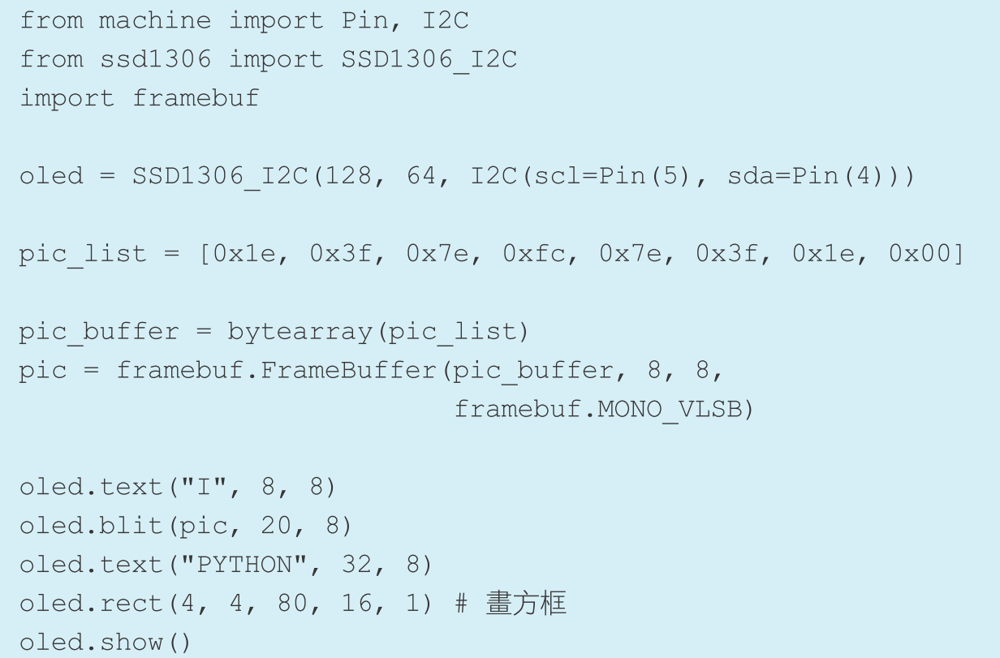 from machine import Pin, I2C
from ssd1306 import SSD1306_I2C
import framebuf
oled = SSD1306_I2C(128, 64, I2C(scl=Pin(5), sda=Pin(4)))
pic_list = [0x1e, 0x3f, 0x7e, 0xfc, 0x7e, 0x3f, 0x1e, 0x00]
pic_buffer = bytearray(pic_list)
pic = framebuf.FrameBuffer(pic_buffer, 8, 8,
framebuf.MONO_VLSB)
oled.text("I", 8, 8)
oled.blit(pic, 20, 8)
oled.text("PYTHON", 32, 8)
oled.rect(4, 4, 80, 16, 1) # 畫方框
oled.show()